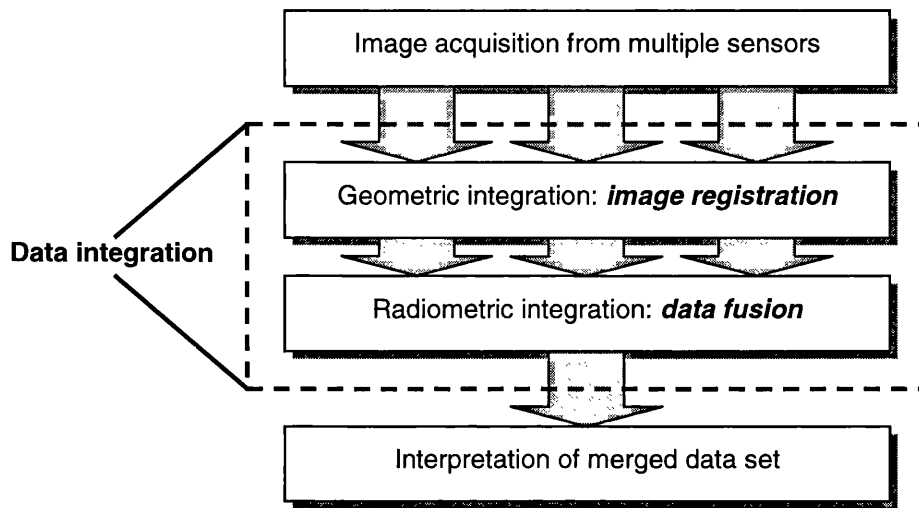 Image acquisition from multiple sensors
Geometric integration: image registration
Data integration
Radiometric integration: data fusion
Interpretation of merged data set